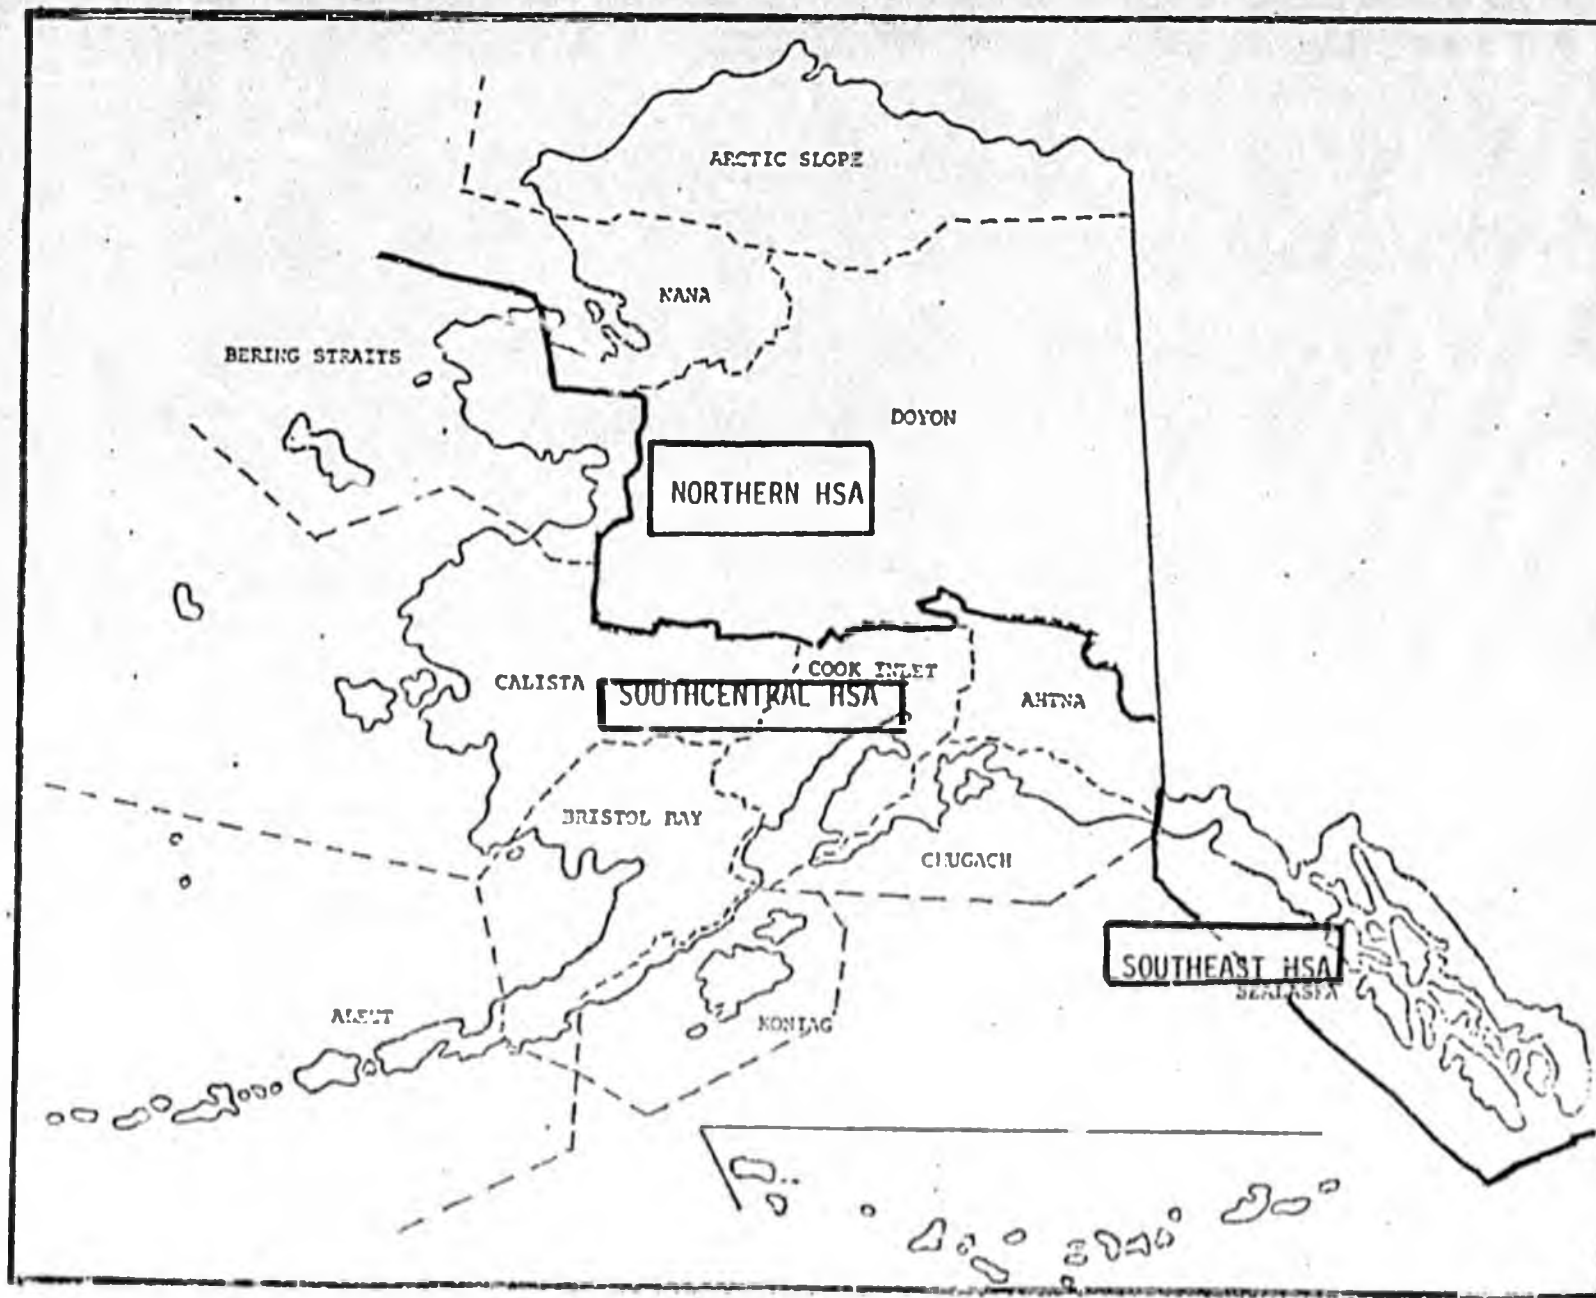 ARCTIC SLOPE
NANA
BERING STRAITS
DOYON
NORTHERN HSA
COOK INLET
CALISTA
SOUTHCENTRAL HSA
AHTNA
BRISTOL BAY
CHUGACH
SOUTHEAST HSA
SEALASKA
ALEUT
KONIAG